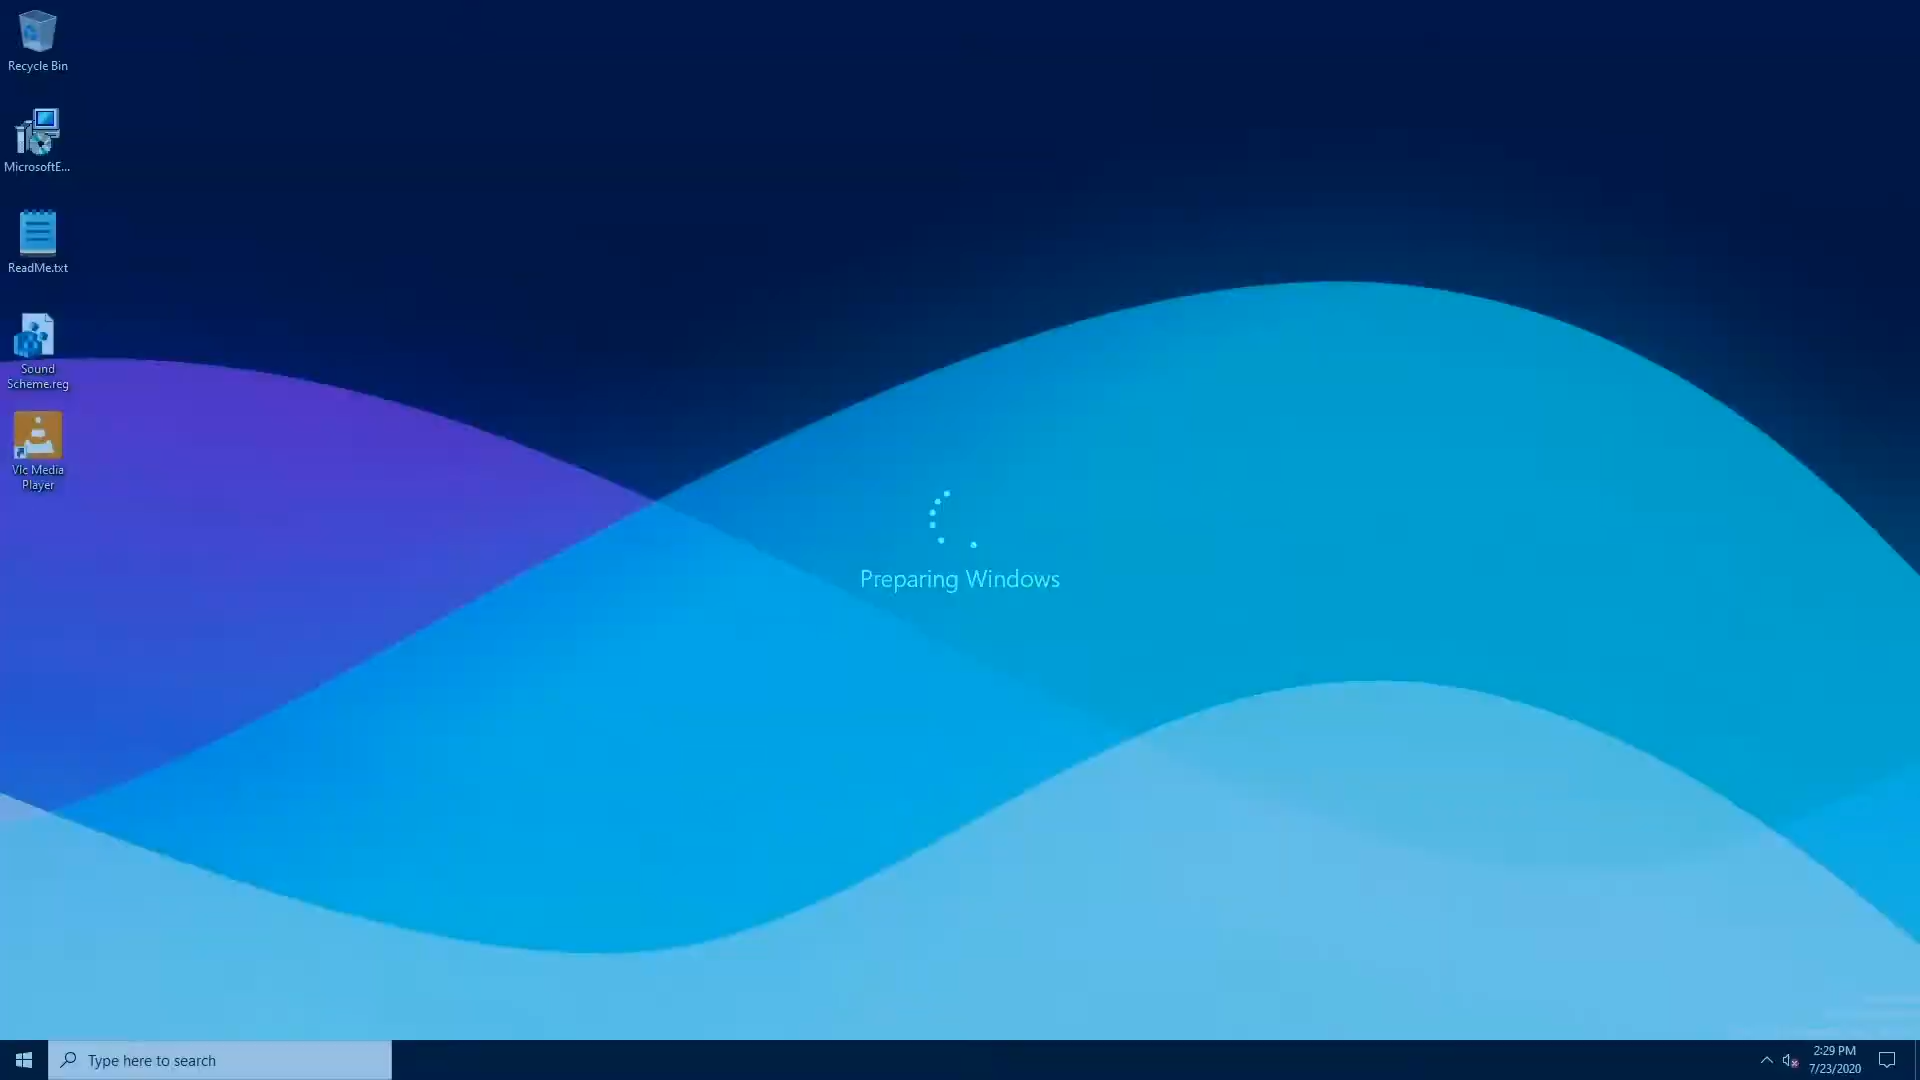 Recycle Bin
MicrosoftE...
ReadMe.txt
Sound
Scheme.reg
Vlc Media
Player
Preparing Windows
Type here to search
2:29 PM
7/23/2020